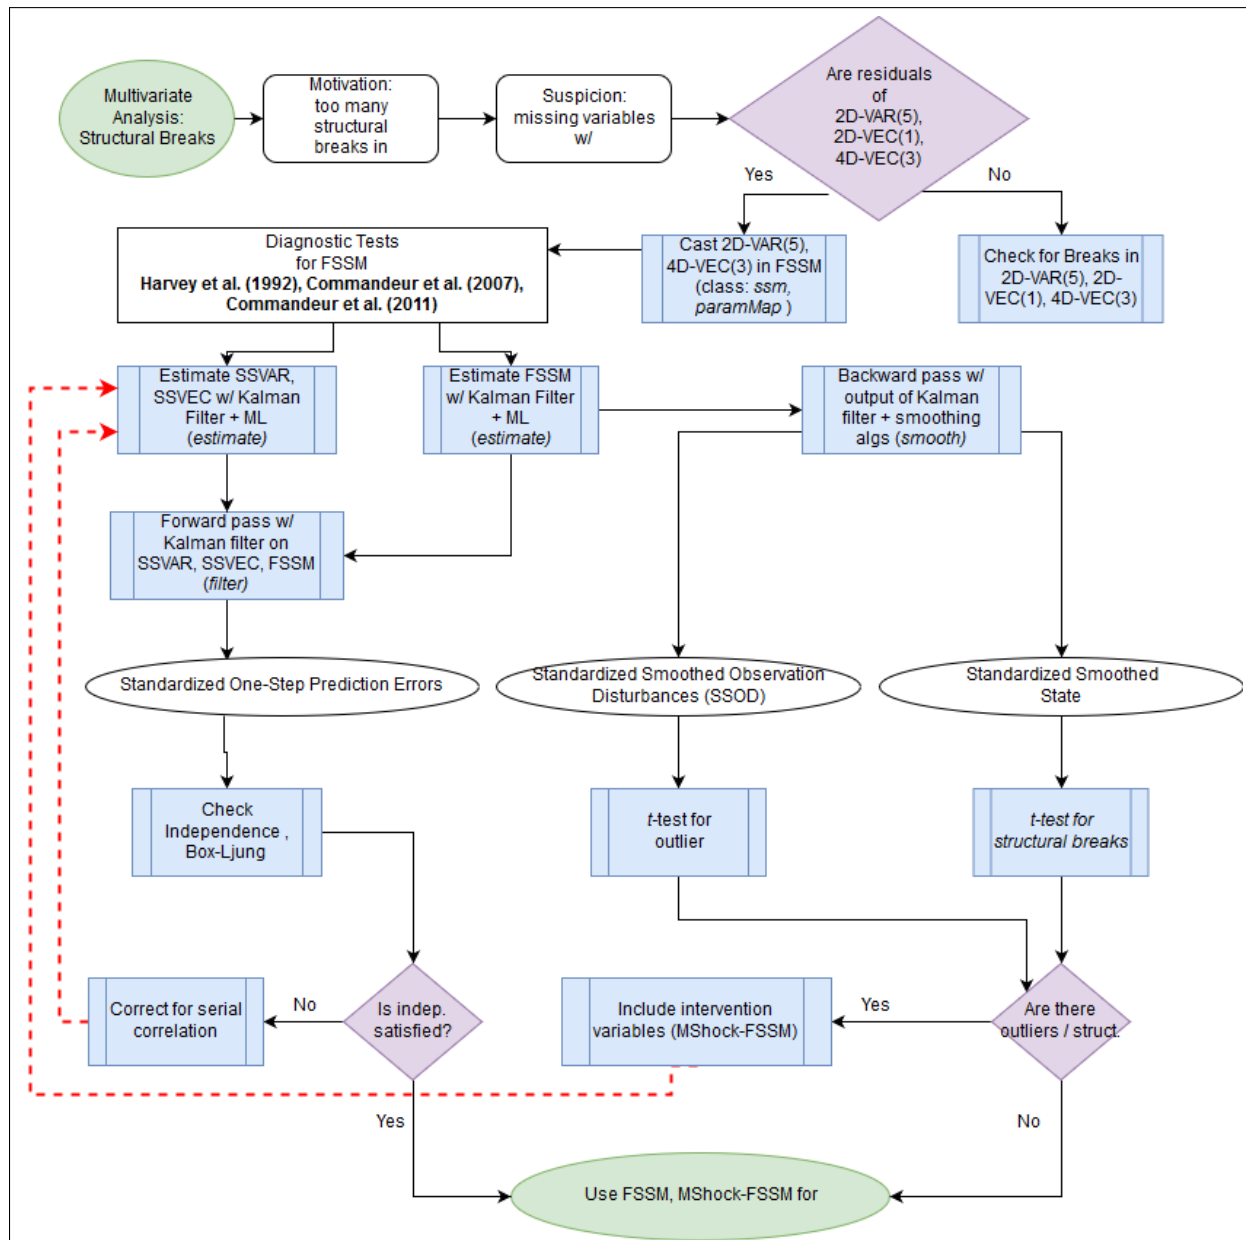 Multivariate
Analysis:
Structural Breaks
Motivation:
too many
structural
breaks in
Suspicion:
missing variables
w/
Are residuals
of
2D-VAR(5),
2D-VEC(1),
4D-VEC(3)
Yes
No
Diagnostic Tests
for FSSM
Harvey et al. (1992), Commandeur et al. (2007),
Commandeur et al. (2011)
Cast 2D-VAR(5),
4D-VEC(3) in FSSM
(class: ssm,
paramMap )
Check for Breaks in
2D-VAR(5), 2D-
VEC(1), 4D-VEC(3)
Estimate SSVAR,
SSVEC w/ Kalman
Filter + ML
(estimate)
Estimate FSSM
w/ Kalman Filter
+ ML
(estimate)
Backward pass w/
output of Kalman
filter + smoothing
algs (smooth)
Forward pass w/
Kalman filter on
SSVAR, SSVEC, FSSM
(filter)
Standardized One-Step Prediction Errors
Standardized Smoothed Observation
Disturbances (SSOD)
Standardized Smoothed
State
Check
Independence ,
Box-Ljung
t-test for
outlier
t-test for
structural breaks
Correct for serial
correlation
No
Is indep.
satisfied?
Include intervention
variables (MShock-FSSM)
Yes
Are there
outliers / struct.
Yes
No
Use FSSM, MShock-FSSM for